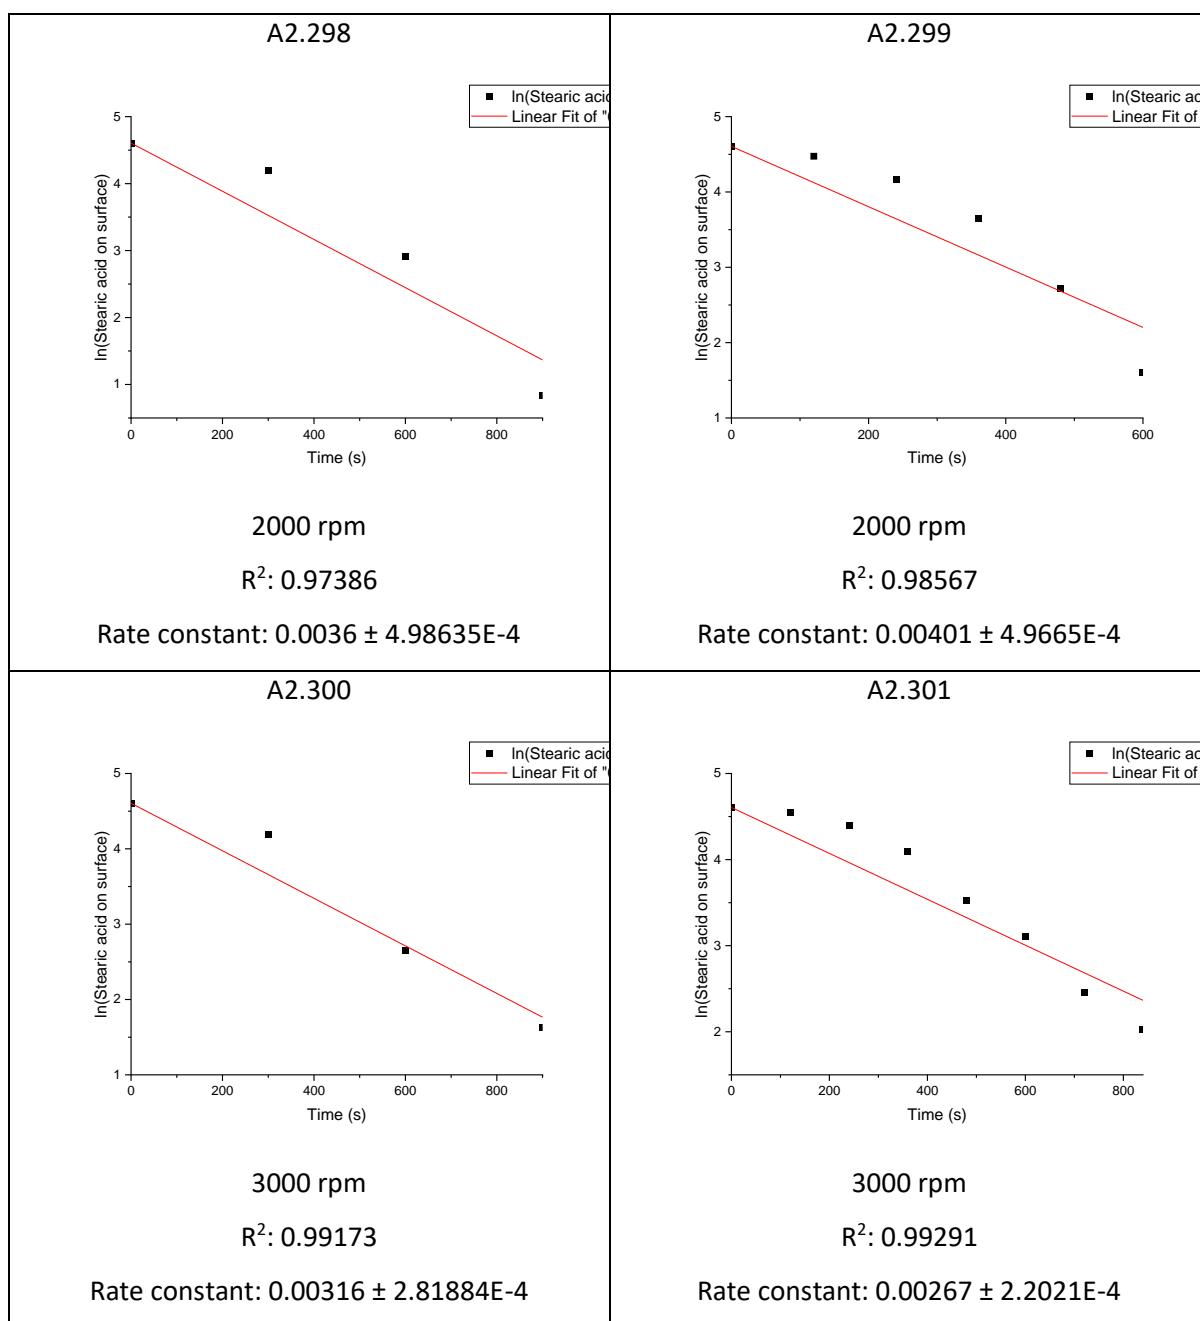 A2.298
ln(Stearic acid
Linear Fit of "
5
4
3
2
1
ln(Stearic acid on surface)
0 200 400 600 800
Time (s)
2000 rpm
R²: 0.97386
Rate constant: 0.0036 ± 4.98635E-4
A2.299
ln(Stearic ac
Linear Fit of
5
4
3
2
1
ln(Stearic acid on surface)
0 200 400 600
Time (s)
2000 rpm
R²: 0.98567
Rate constant: 0.00401 ± 4.9665E-4
A2.300
ln(Stearic acid
Linear Fit of "
5
4
3
2
1
ln(Stearic acid on surface)
0 200 400 600 800
Time (s)
3000 rpm
R²: 0.99173
Rate constant: 0.00316 ± 2.81884E-4
A2.301
ln(Stearic ac
Linear Fit of
5
4
3
2
ln(Stearic acid on surface)
0 200 400 600 800
Time (s)
3000 rpm
R²: 0.99291
Rate constant: 0.00267 ± 2.2021E-4